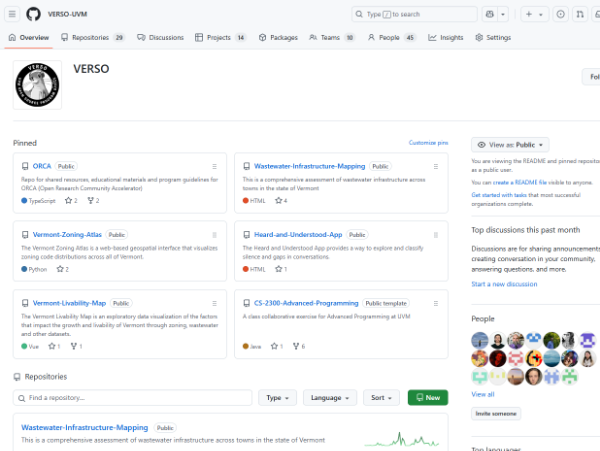 VERSO-UVM
Type / to search
Overview
Repositories 29
Discussions
Projects 14
Packages
Teams 10
People 45
Insights
Settings
VERSO
VERSO
Pinned
Customize pins
ORCA Public
Repo for shared resources, educational materials and program guidelines for
ORCA (Open Research Community Accelerator)
TypeScript 2 2
Wastewater-Infrastructure-Mapping Public
This is a comprehensive assessment of wastewater infrastructure across
towns in the state of Vermont
HTML 4
Vermont-Zoning-Atlas Public
The Vermont Zoning Atlas is a web-based geospatial interface that visualizes
zoning code distributions across all of Vermont.
Python 2
Heard-and-Understood-App Public
The Heard and Understood App provides a way to explore and classify
silence and gaps in conversations.
HTML 1
Vermont-Livability-Map Public
The Vermont Livability Map is an exploratory data visualisation of the factors
that impact the growth and livability of Vermont through zoning, wastewater
and other datasets.
Vue 1 1
CS-2300-Advanced-Programming Public template
A class collaborative exercise for Advanced Programming at UVM
Java 1 6
Repositories
Find a repository...
Type
Language
Sort
New
Wastewater-Infrastructure-Mapping Public
This is a comprehensive assessment of wastewater infrastructure across towns in the state of Vermont
Fol
View as: Public
You are viewing the README and pinned reposito
as a public user.
You can create a README file visible to anyone.
Get started with tasks that most successful
organizations complete.
Top discussions this past month
Discussions are for sharing announcements
creating conversation in your community,
answering questions, and more.
Start a new discussion
People
View all
Invite someone
Top languages